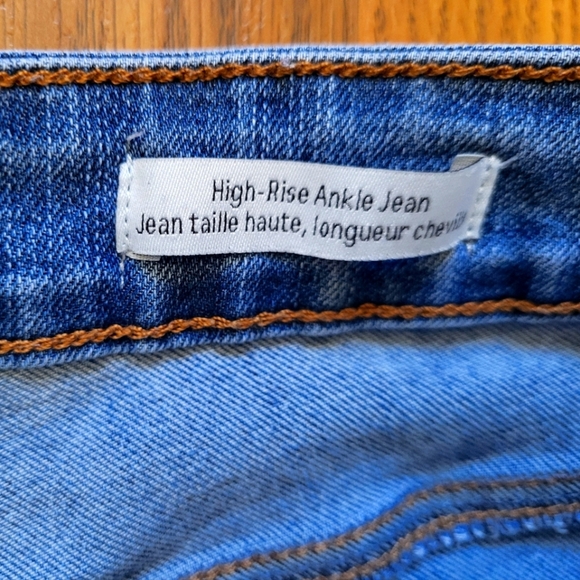 High-Rise Ankle Jean
Jean taille haute, longueur